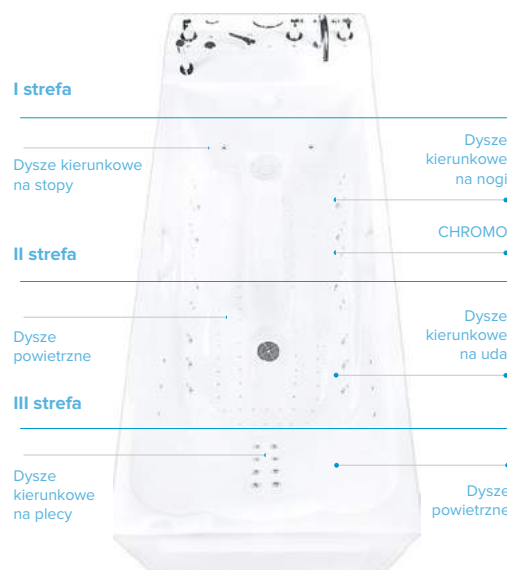 I strefa
Dysze kierunkowe
na stopy
Dysze
kierunkowe
na nogi
CHROMO
II strefa
Dysze
powietrzne
Dysze
kierunkowe
na uda
III strefa
Dysze
kierunkowe
na plecy
Dysze
powietrzne